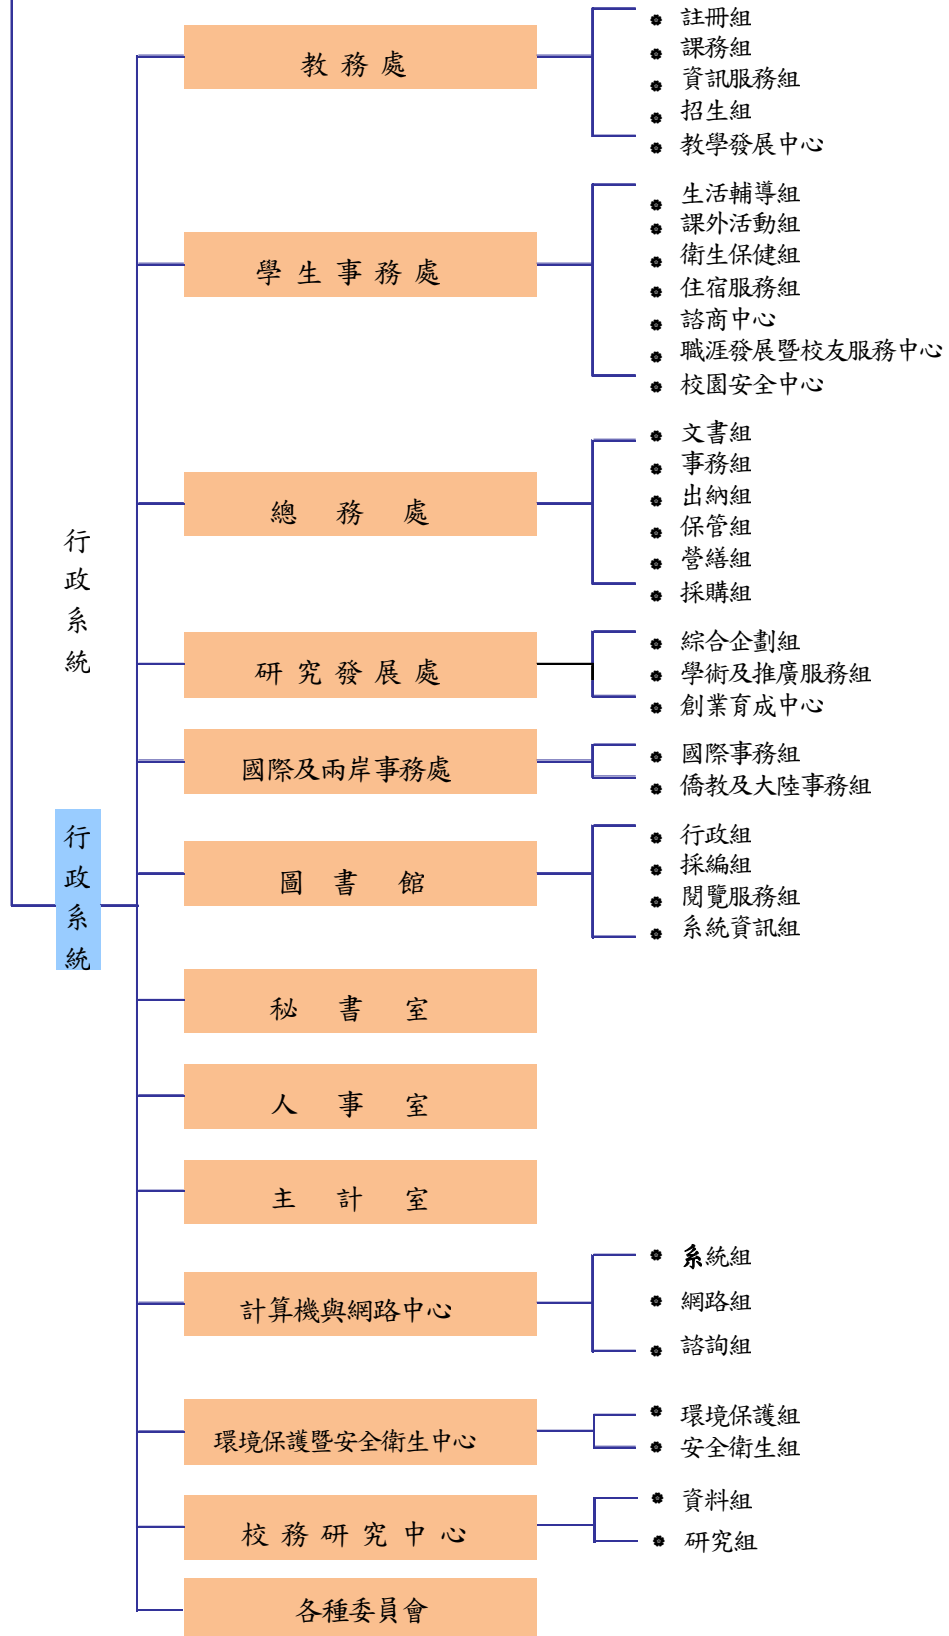 行政系統
行政系統
教務處
註冊組
課務組
資訊服務組
招生組
教學發展中心
學生事務處
生活輔導組
課外活動組
衛生保健組
住宿服務組
諮商中心
職涯發展暨校友服務中心
校園安全中心
總務處
文書組
事務組
出納組
保管組
營繕組
採購組
研究發展處
綜合企劃組
學術及推廣服務組
創業育成中心
國際及兩岸事務處
國際事務組
僑教及大陸事務組
圖書館
行政組
採編組
閱覽服務組
系統資訊組
秘書室
人事室
主計室
計算機與網路中心
系統組
網路組
諮詢組
環境保護暨安全衛生中心
環境保護組
安全衛生組
校務研究中心
資料組
研究組
各種委員會